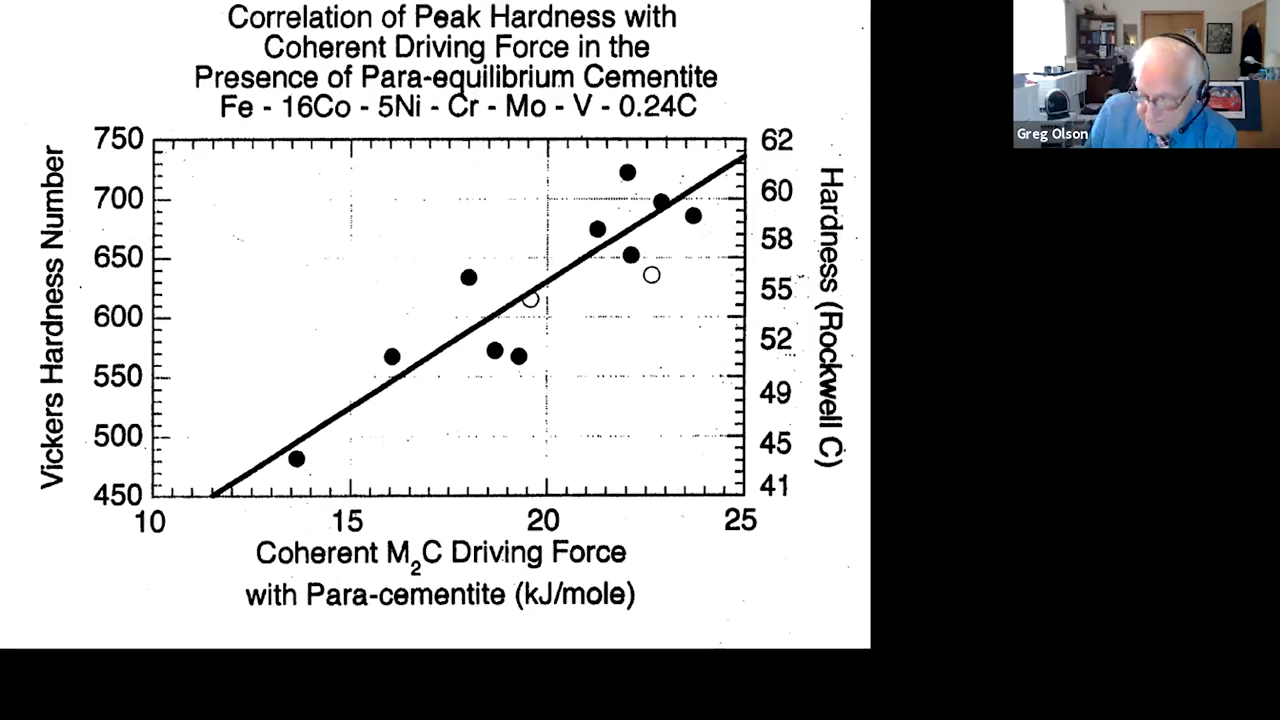 Correlation of Peak Hardness with
Coherent Driving Force in the
Presence of Para-equilibrium Cementite
Fe - 16Co - 5Ni - Cr - Mo - V - 0.24C
Vickers Hardness Number
750
700
650
600
550
500
450
10
15
20
25
62
60
58
55
52
49
45
41
Hardness (Rockwell C)
Coherent M₂C Driving Force
with Para-cementite (kJ/mole)
Greg Olson